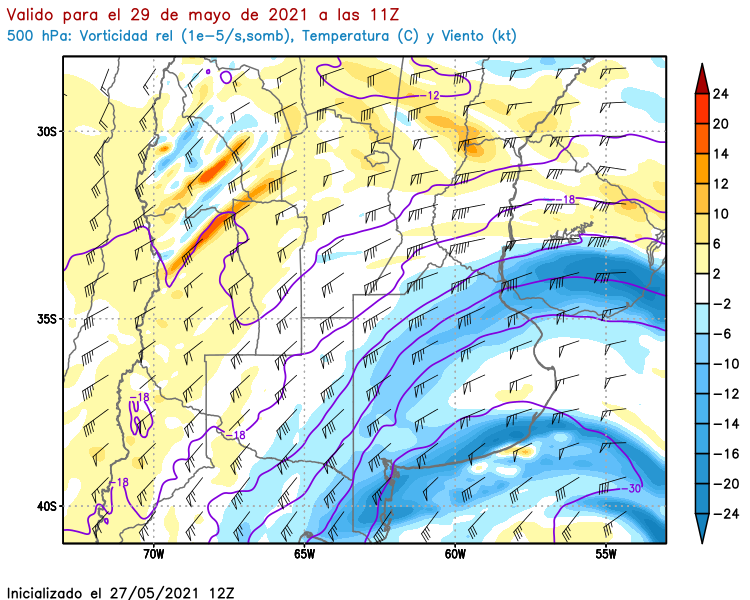 Valido para el 29 de mayo de 2021 a las 11Z
500 hPa: Vorticidad rel (1e-5/s,somb), Temperatura (C) y Viento (kt)
-12
24
30S
20
14
-18
12
10
6
2
35S
-2
-6
-10
-18
-12
-18
-14
-18
-16
-30
-20
40S
-24
70W
65W
60W
55W
Inicializado el 27/05/2021 12Z